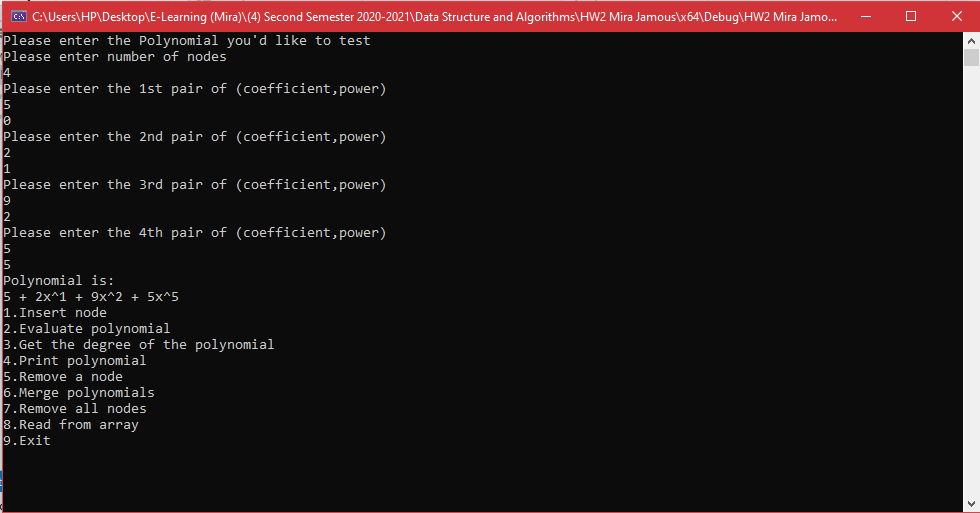 C:\Users\HP\Desktop\E-Learning (Mira)\(4) Second Semester 2020-2021\Data Structure and Algorithms\HW2 Mira Jamous\x64\Debug\HW2 Mira Jamo...
Please enter the Polynomial you'd like to test
Please enter number of nodes
4
Please enter the 1st pair of (coefficient,power)
5
0
Please enter the 2nd pair of (coefficient,power)
2
1
Please enter the 3rd pair of (coefficient,power)
9
2
Please enter the 4th pair of (coefficient,power)
5
5
Polynomial is:
5 + 2x^1 + 9x^2 + 5x^5
1.Insert node
2.Evaluate polynomial
3.Get the degree of the polynomial
4.Print polynomial
5.Remove a node
6.Merge polynomials
7.Remove all nodes
8.Read from array
9.Exit